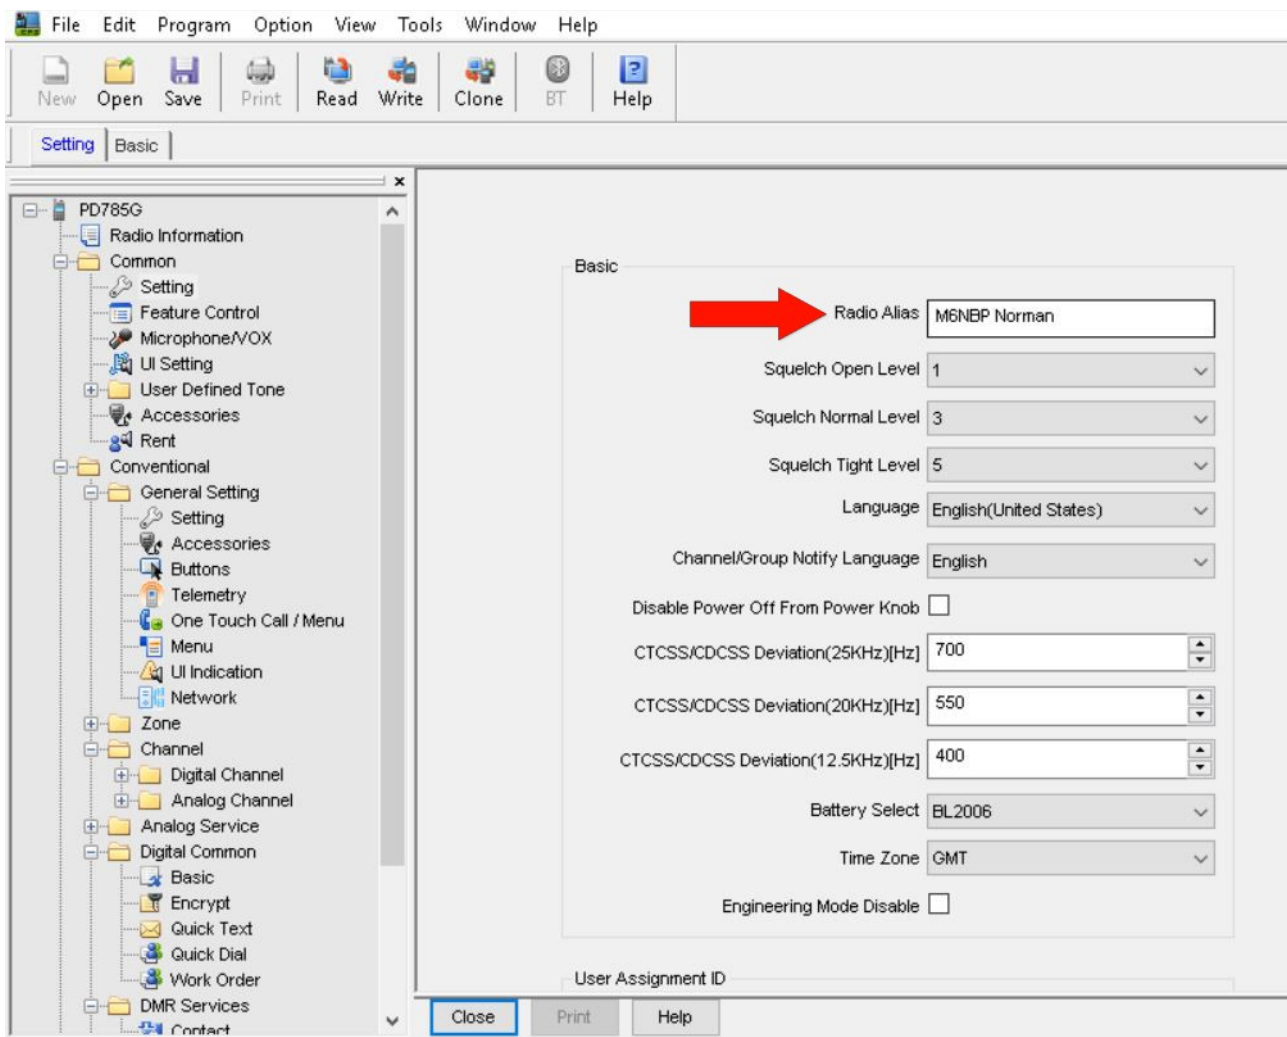 File Edit Program Option View Tools Window Help
New Open Save Print Read Write Clone BT Help
Setting Basic
PD785G
Radio Information
Common
Setting
Feature Control
Microphone/VOX
UI Setting
User Defined Tone
Accessories
Rent
Conventional
General Setting
Setting
Accessories
Buttons
Telemetry
One Touch Call / Menu
Menu
UI Indication
Network
Zone
Channel
Digital Channel
Analog Channel
Analog Service
Digital Common
Basic
Encrypt
Quick Text
Quick Dial
Work Order
DMR Services
Contact
Basic
Radio Alias M6NBP Norman
Squelch Open Level 1
Squelch Normal Level 3
Squelch Tight Level 5
Language English(United States)
Channel/Group Notify Language English
Disable Power Off From Power Knob
CTCSS/CDCSS Deviation(25KHz)[Hz] 700
CTCSS/CDCSS Deviation(20KHz)[Hz] 550
CTCSS/CDCSS Deviation(12.5KHz)[Hz] 400
Battery Select BL2006
Time Zone GMT
Engineering Mode Disable
User Assignment ID
Close Print Help